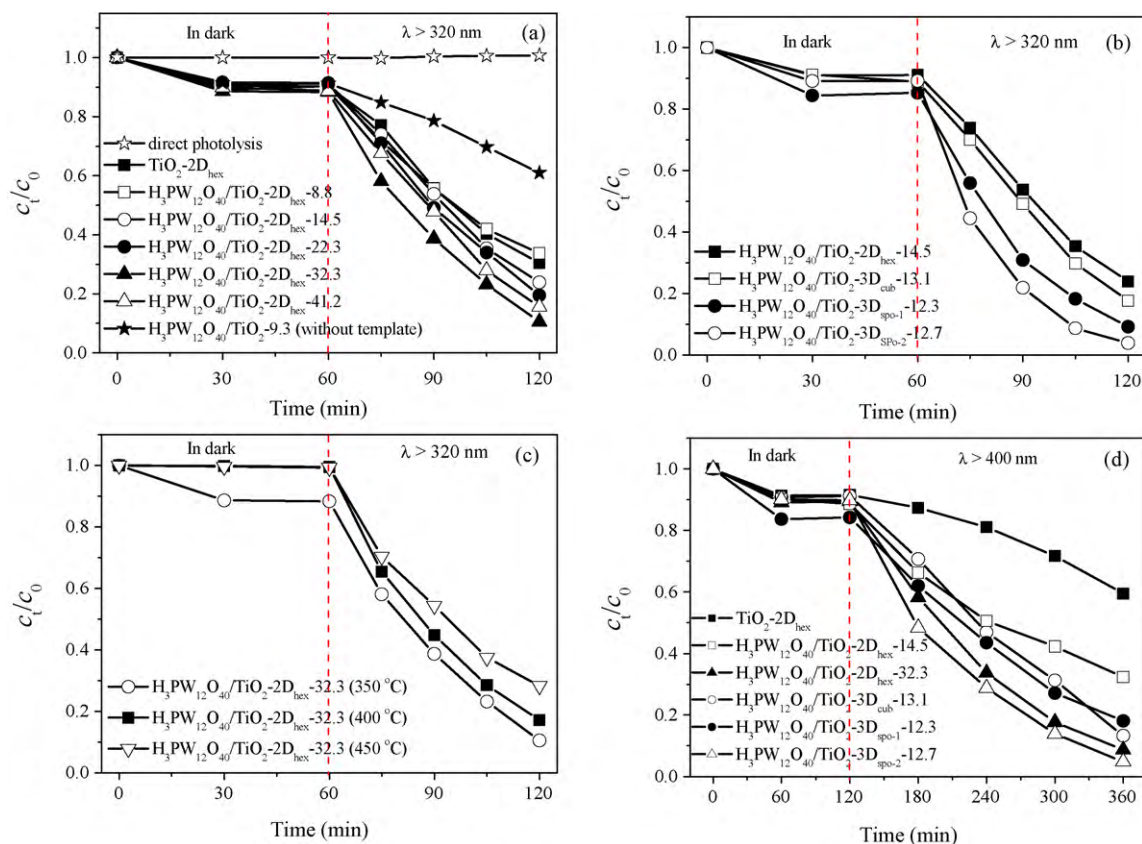 In dark
λ > 320 nm
(a)
1.0
0.8
0.6
0.4
0.2
0.0
cₜ/c₀
direct photolysis
TiO₂-2Dhex
H₃PW₁₂O₄₀/TiO₂-2Dhex-8.8
H₃PW₁₂O₄₀/TiO₂-2Dhex-14.5
H₃PW₁₂O₄₀/TiO₂-2Dhex-22.3
H₃PW₁₂O₄₀/TiO₂-2Dhex-32.3
H₃PW₁₂O₄₀/TiO₂-2Dhex-41.2
H₃PW₁₂O₄₀/TiO₂-9.3 (without template)
0 30 60 90 120
Time (min)
In dark
λ > 320 nm
(b)
1.0
0.8
0.6
0.4
0.2
0.0
cₜ/c₀
H₃PW₁₂O₄₀/TiO₂-2Dhex-14.5
H₃PW₁₂O₄₀/TiO₂-3Dcub-13.1
H₃PW₁₂O₄₀/TiO₂-3Dspo-1-12.3
H₃PW₁₂O₄₀/TiO₂-3DSPo-2-12.7
0 30 60 90 120
Time (min)
In dark
λ > 320 nm
(c)
1.0
0.8
0.6
0.4
0.2
0.0
cₜ/c₀
H₃PW₁₂O₄₀/TiO₂-2Dhex-32.3 (350 °C)
H₃PW₁₂O₄₀/TiO₂-2Dhex-32.3 (400 °C)
H₃PW₁₂O₄₀/TiO₂-2Dhex-32.3 (450 °C)
0 30 60 90 120
Time (min)
In dark
λ > 400 nm
(d)
1.0
0.8
0.6
0.4
0.2
0.0
cₜ/c₀
TiO₂-2Dhex
H₃PW₁₂O₄₀/TiO₂-2Dhex-14.5
H₃PW₁₂O₄₀/TiO₂-2Dhex-32.3
H₃PW₁₂O₄₀/TiO₂-3Dcub-13.1
H₃PW₁₂O₄₀/TiO₂-3Dspo-1-12.3
H₃PW₁₂O₄₀/TiO₂-3Dspo-2-12.7
0 60 120 180 240 300 360
Time (min)